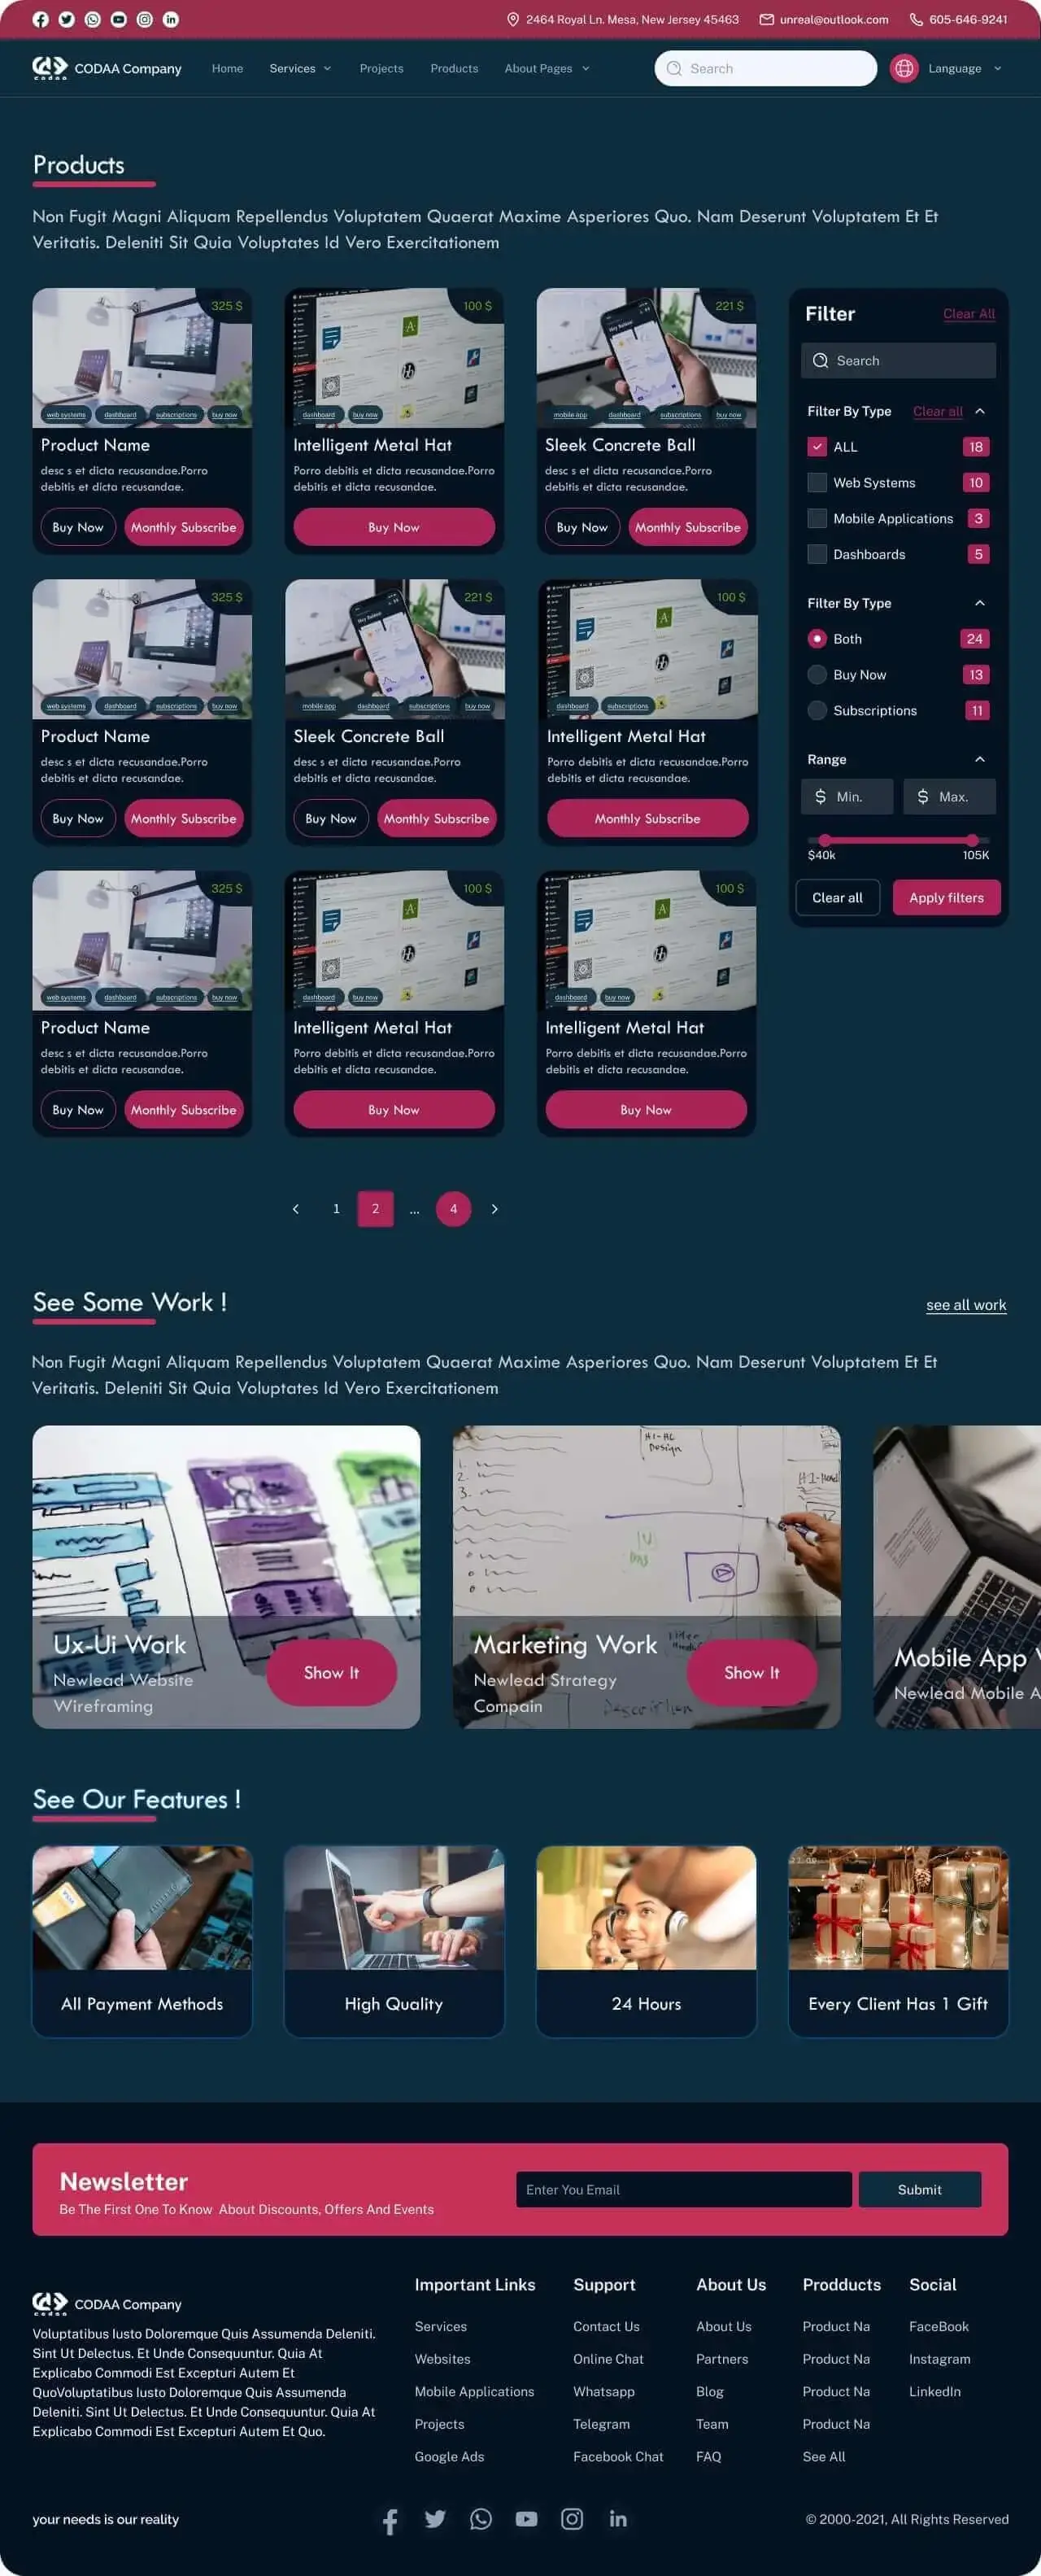 2464 Royal Ln. Mesa, New Jersey 45463
unreal@outlook.com
605-646-9241
CODAA Company
codaa
Home
Services
Projects
Products
About Pages
Search
Language
Products
Non Fugit Magni Aliquam Repellendus Voluptatem Quaerat Maxime Asperiores Quo. Nam Deserunt Voluptatem Et Et
Veritatis. Deleniti Sit Quia Voluptates Id Vero Exercitationem
325 $
web systems dashboard subscriptions buy now
Product Name
desc s et dicta recusandae.Porro
debitis et dicta recusandae.
Buy Now
Monthly Subscribe
100 $
dashboard buy now
Intelligent Metal Hat
Porro debitis et dicta recusandae.Porro
debitis et dicta recusandae.
Buy Now
221 $
mobile app dashboard subscriptions buy now
Sleek Concrete Ball
desc s et dicta recusandae.Porro
debitis et dicta recusandae.
Buy Now
Monthly Subscribe
325 $
web systems dashboard subscriptions buy now
Product Name
desc s et dicta recusandae.Porro
debitis et dicta recusandae.
Buy Now
Monthly Subscribe
221 $
mobile app dashboard subscriptions buy now
Sleek Concrete Ball
desc s et dicta recusandae.Porro
debitis et dicta recusandae.
Buy Now
Monthly Subscribe
100 $
dashboard subscriptions
Intelligent Metal Hat
Porro debitis et dicta recusandae.Porro
debitis et dicta recusandae.
Monthly Subscribe
325 $
web systems dashboard subscriptions buy now
Product Name
desc s et dicta recusandae.Porro
debitis et dicta recusandae.
Buy Now
Monthly Subscribe
100 $
dashboard buy now
Intelligent Metal Hat
Porro debitis et dicta recusandae.Porro
debitis et dicta recusandae.
Buy Now
100 $
dashboard buy now
Intelligent Metal Hat
Porro debitis et dicta recusandae.Porro
debitis et dicta recusandae.
Buy Now
Filter
Clear All
Search
Filter By Type
Clear all
ALL 18
Web Systems 10
Mobile Applications 3
Dashboards 5
Filter By Type
Both 24
Buy Now 13
Subscriptions 11
Range
$ Min.
$ Max.
$40k
105K
Clear all
Apply filters
1 2 ... 4
See Some Work !
see all work
Non Fugit Magni Aliquam Repellendus Voluptatem Quaerat Maxime Asperiores Quo. Nam Deserunt Voluptatem Et Et
Veritatis. Deleniti Sit Quia Voluptates Id Vero Exercitationem
Ux-Ui Work
Newlead Website
Wireframing
Show It
Design
1.
2.
3.
Marketing Work
Newlead Strategy
Compain
Show It
Description
Mobile App
Newlead Mobile A
See Our Features !
All Payment Methods
High Quality
24 Hours
Every Client Has 1 Gift
Newsletter
Be The First One To Know About Discounts, Offers And Events
Enter You Email
Submit
CODAA Company
codaa
Voluptatibus Iusto Doloremque Quis Assumenda Deleniti.
Sint Ut Delectus. Et Unde Consequuntur. Quia At
Explicabo Commodi Est Excepturi Autem Et
QuoVoluptatibus Iusto Doloremque Quis Assumenda
Deleniti. Sint Ut Delectus. Et Unde Consequuntur. Quia At
Explicabo Commodi Est Excepturi Autem Et Quo.
Important Links
Services
Websites
Mobile Applications
Projects
Google Ads
Support
Contact Us
Online Chat
Whatsapp
Telegram
Facebook Chat
About Us
About Us
Partners
Blog
Team
FAQ
Prodducts
Product Na
Product Na
Product Na
Product Na
See All
Social
FaceBook
Instagram
LinkedIn
your needs is our reality
© 2000-2021, All Rights Reserved